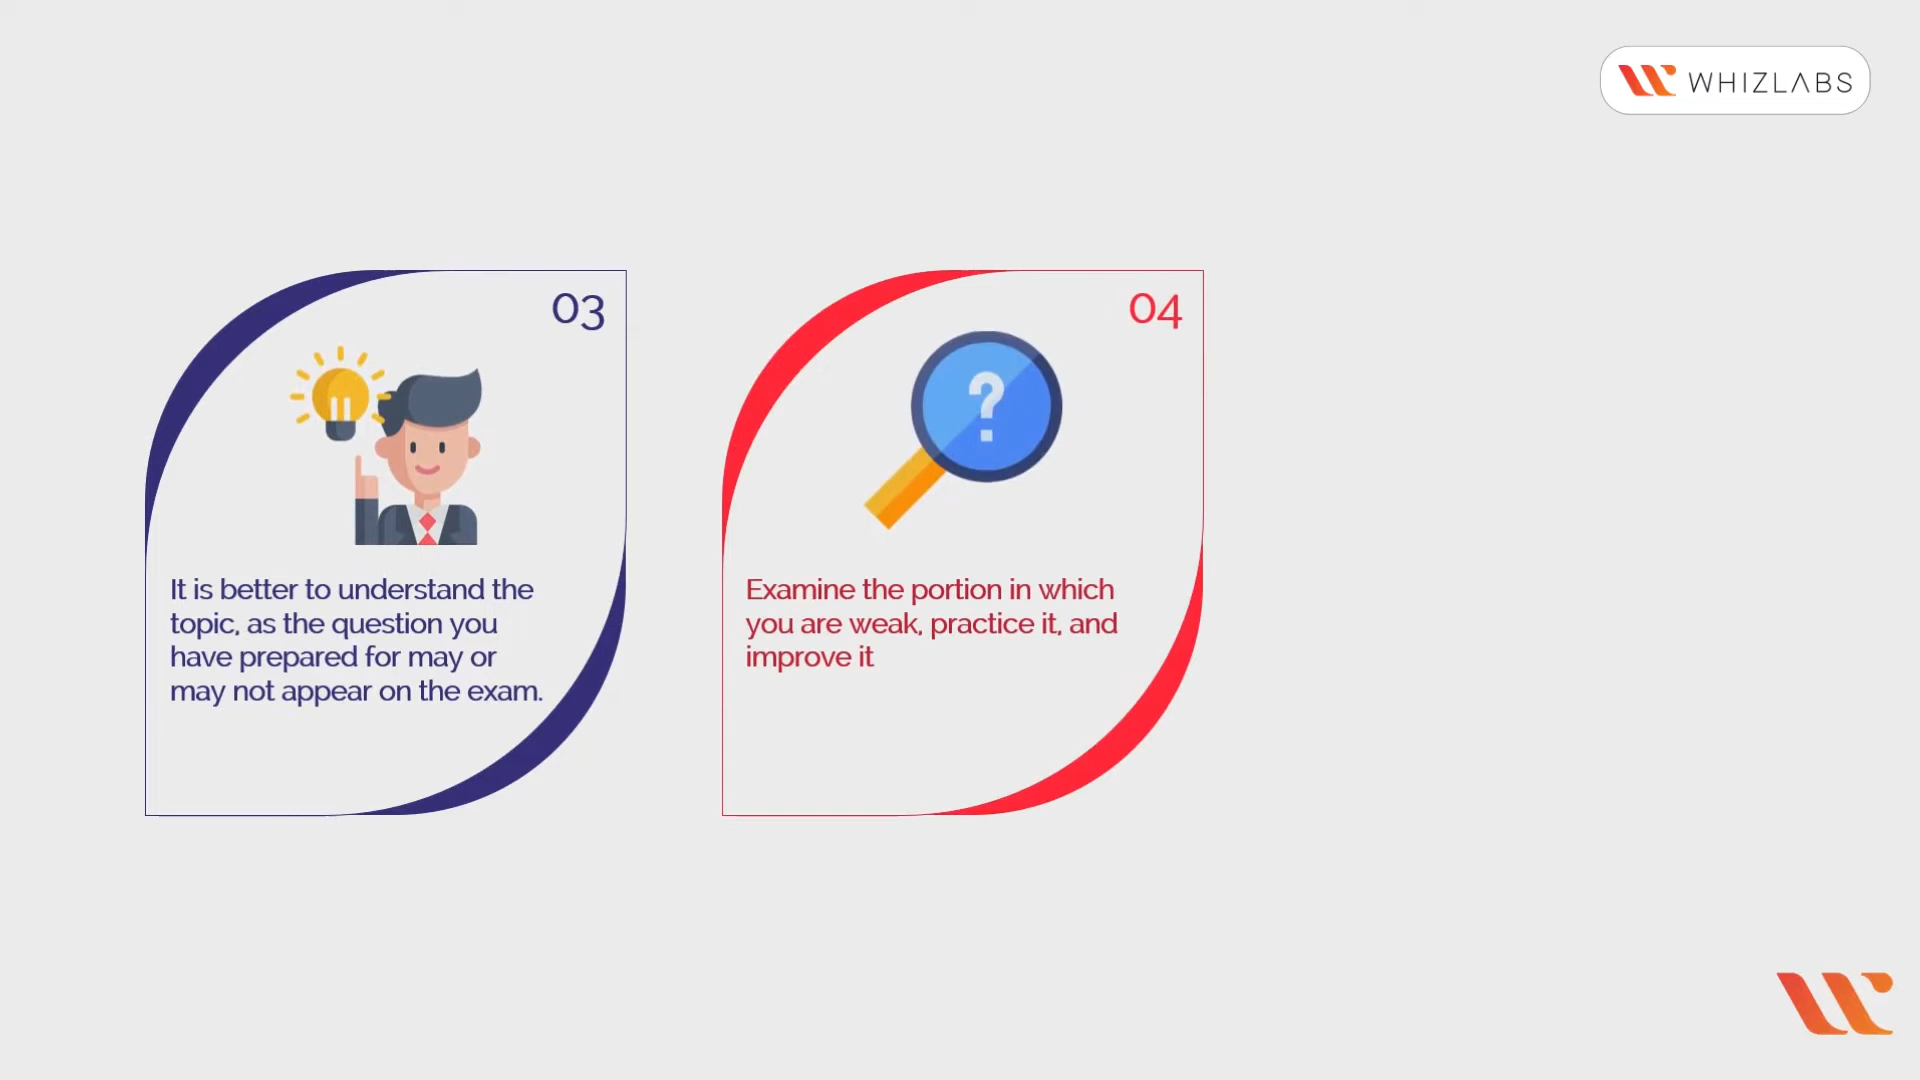 WHIZLABS
03
It is better to understand the
topic, as the question you
have prepared for may or
may not appear on the exam.
04
?
Examine the portion in which
you are weak, practice it, and
improve it